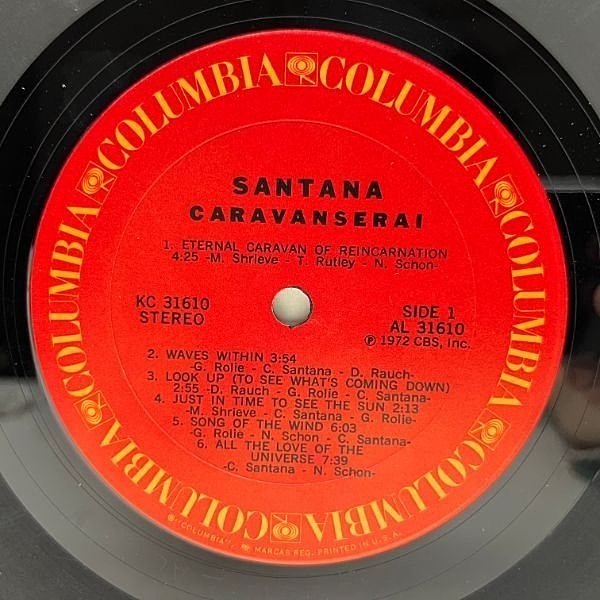 COLUMBIA COLUMBIA COLUMBIA COLUMBIA COLUMBIA COLUMBIA
SANTANA
CARAVANSERAI
1. ETERNAL CARAVAN OF REINCARNATION
4:25 -M. Shrieve - T. Rutley - N. Schon-
KC 31610
STEREO
SIDE 1
AL 31610
℗ 1972 CBS, Inc.
2. WAVES WITHIN 3:54
-G. Rolie - C. Santana - D. Rauch-
3. LOOK UP (TO SEE WHAT'S COMING DOWN)
2:55 -D. Rauch - G. Rolie - C. Santana-
4. JUST IN TIME TO SEE THE SUN 2:13
-M. Shrieve - C. Santana - G. Rolie-
5. SONG OF THE WIND 6:03
-G. Rolie - N. Schon - C. Santana-
6. ALL THE LOVE OF THE
UNIVERSE 7:39
-C. Santana - N. Schon-
® "COLUMBIA", MARCAS REG. PRINTED IN U.S.A.